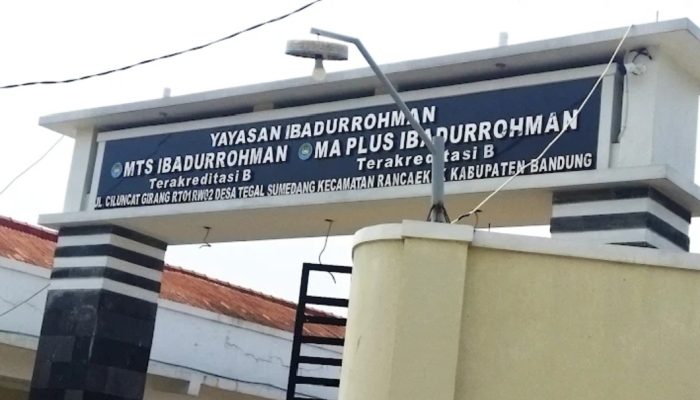 YAYASAN IBADURROHMAN
MTS IBADURROHMAN MA PLUS IBADURROHMAN
Terakreditasi B Terakreditasi B
JL. CILUNCAT GIRANG RT01 RW02 DESA TEGAL SUMEDANG KECAMATAN RANCAEKEK KABUPATEN BANDUNG